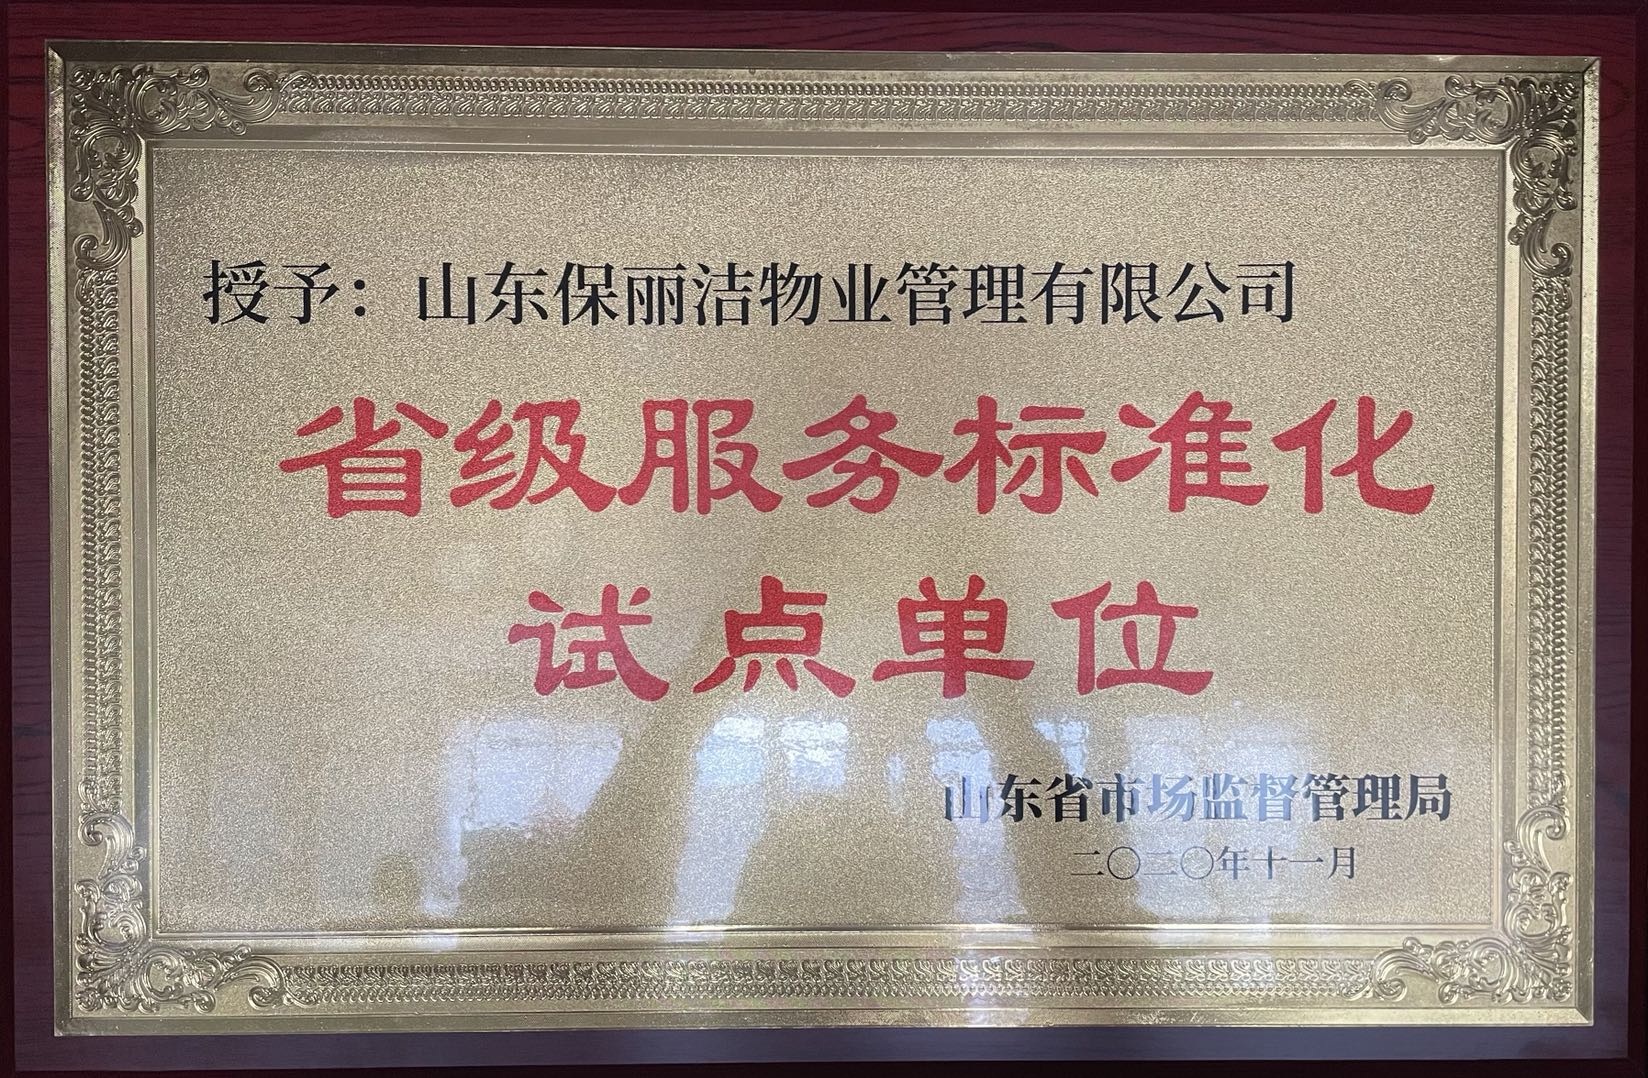 授予：山东保丽洁物业管理有限公司
省级服务标准化
试点单位
山东省市场监督管理局
二〇二〇年十一月